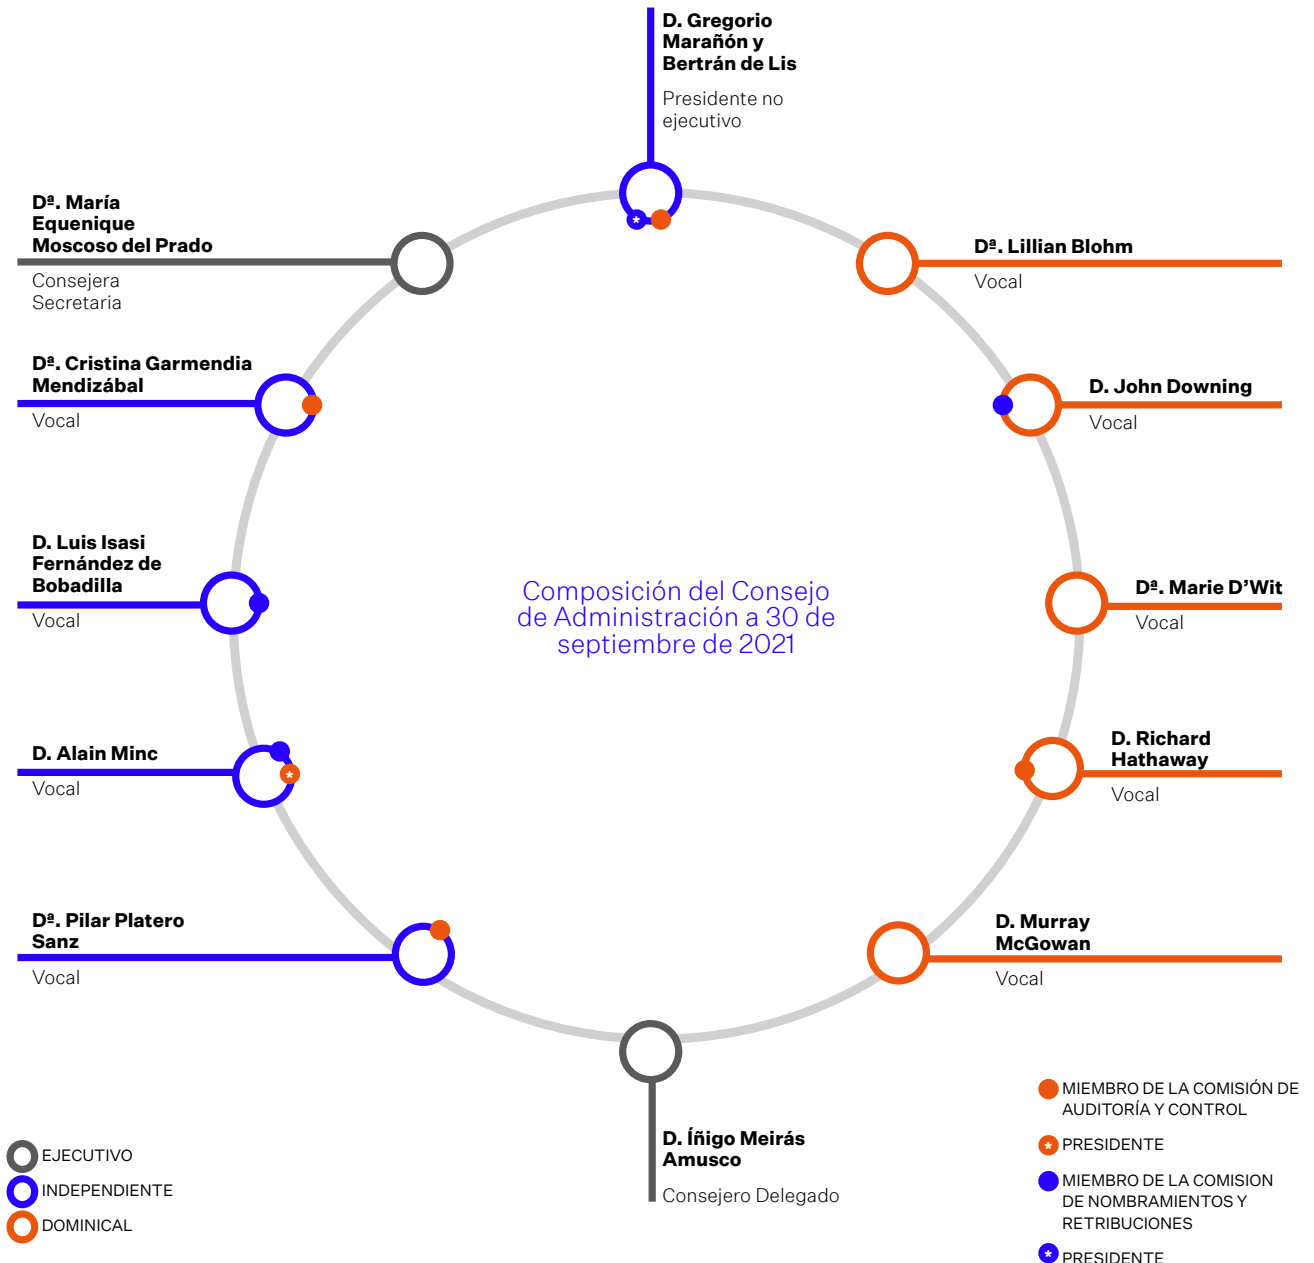 D. Gregorio
Marañón y
Bertrán de Lis
Presidente no
ejecutivo
Dª. María
Equenique
Moscoso del Prado
Consejera
Secretaria
Dª. Lillian Blohm
Vocal
Dª. Cristina Garmendia
Mendizábal
Vocal
D. John Downing
Vocal
D. Luis Isasi
Fernández de
Bobadilla
Vocal
Composición del Consejo
de Administración a 30 de
septiembre de 2021
Dª. Marie D’Wit
Vocal
D. Alain Minc
Vocal
D. Richard
Hathaway
Vocal
Dª. Pilar Platero
Sanz
Vocal
D. Murray
McGowan
Vocal
D. Íñigo Meirás
Amusco
Consejero Delegado
EJECUTIVO
INDEPENDIENTE
DOMINICAL
MIEMBRO DE LA COMISIÓN DE
AUDITORÍA Y CONTROL
PRESIDENTE
MIEMBRO DE LA COMISION
DE NOMBRAMIENTOS Y
RETRIBUCIONES
PRESIDENTE